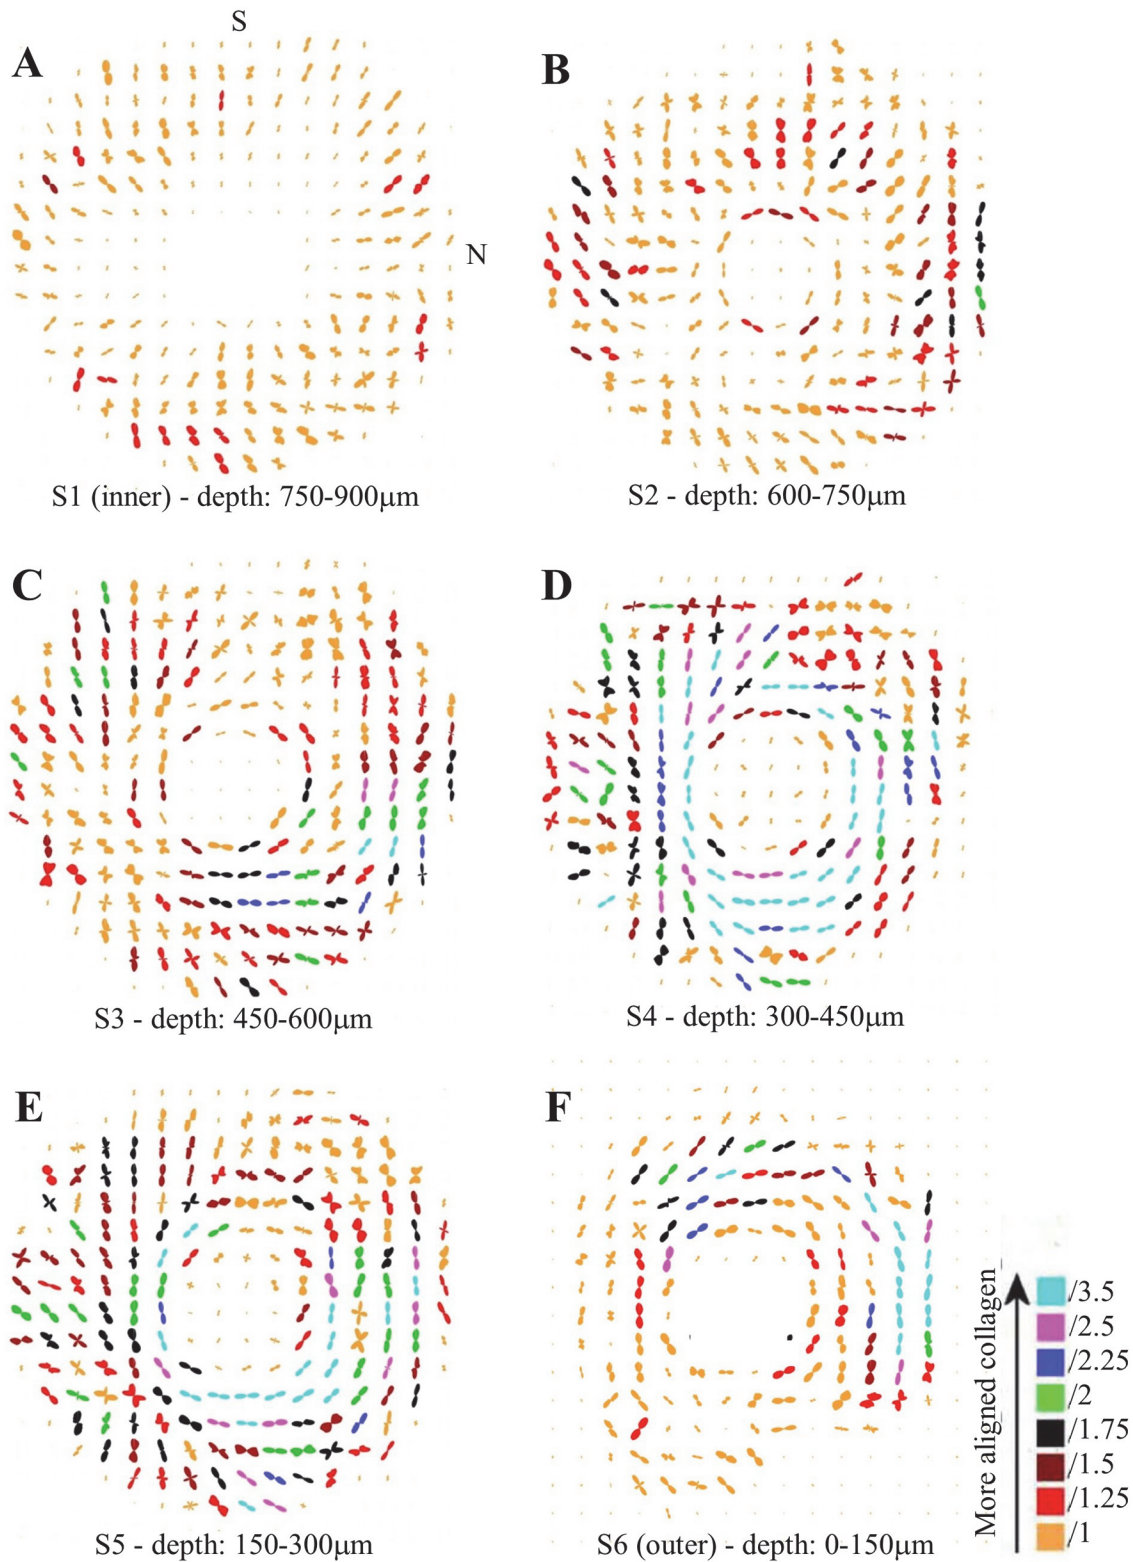 S
A
B
N
S1 (inner) - depth: 750-900µm
S2 - depth: 600-750µm
C
D
S3 - depth: 450-600µm
S4 - depth: 300-450µm
E
F
More aligned collagen
/3.5
/2.5
/2.25
/2
/1.75
/1.5
/1.25
/1
S5 - depth: 150-300µm
S6 (outer) - depth: 0-150µm